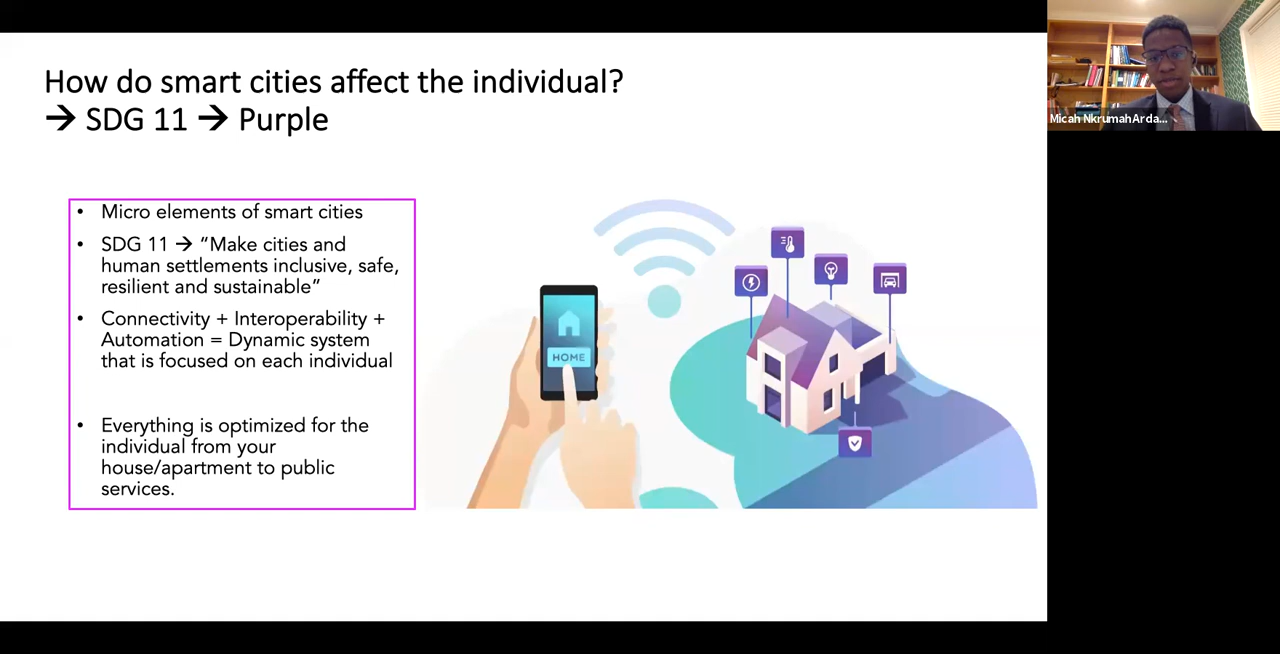 How do smart cities affect the individual?
→ SDG 11 → Purple
• Micro elements of smart cities
• SDG 11 → “Make cities and
human settlements inclusive, safe,
resilient and sustainable”
• Connectivity + Interoperability +
Automation = Dynamic system
that is focused on each individual
• Everything is optimized for the
individual from your
house/apartment to public
services.
HOME
Micah NkrumahArda...